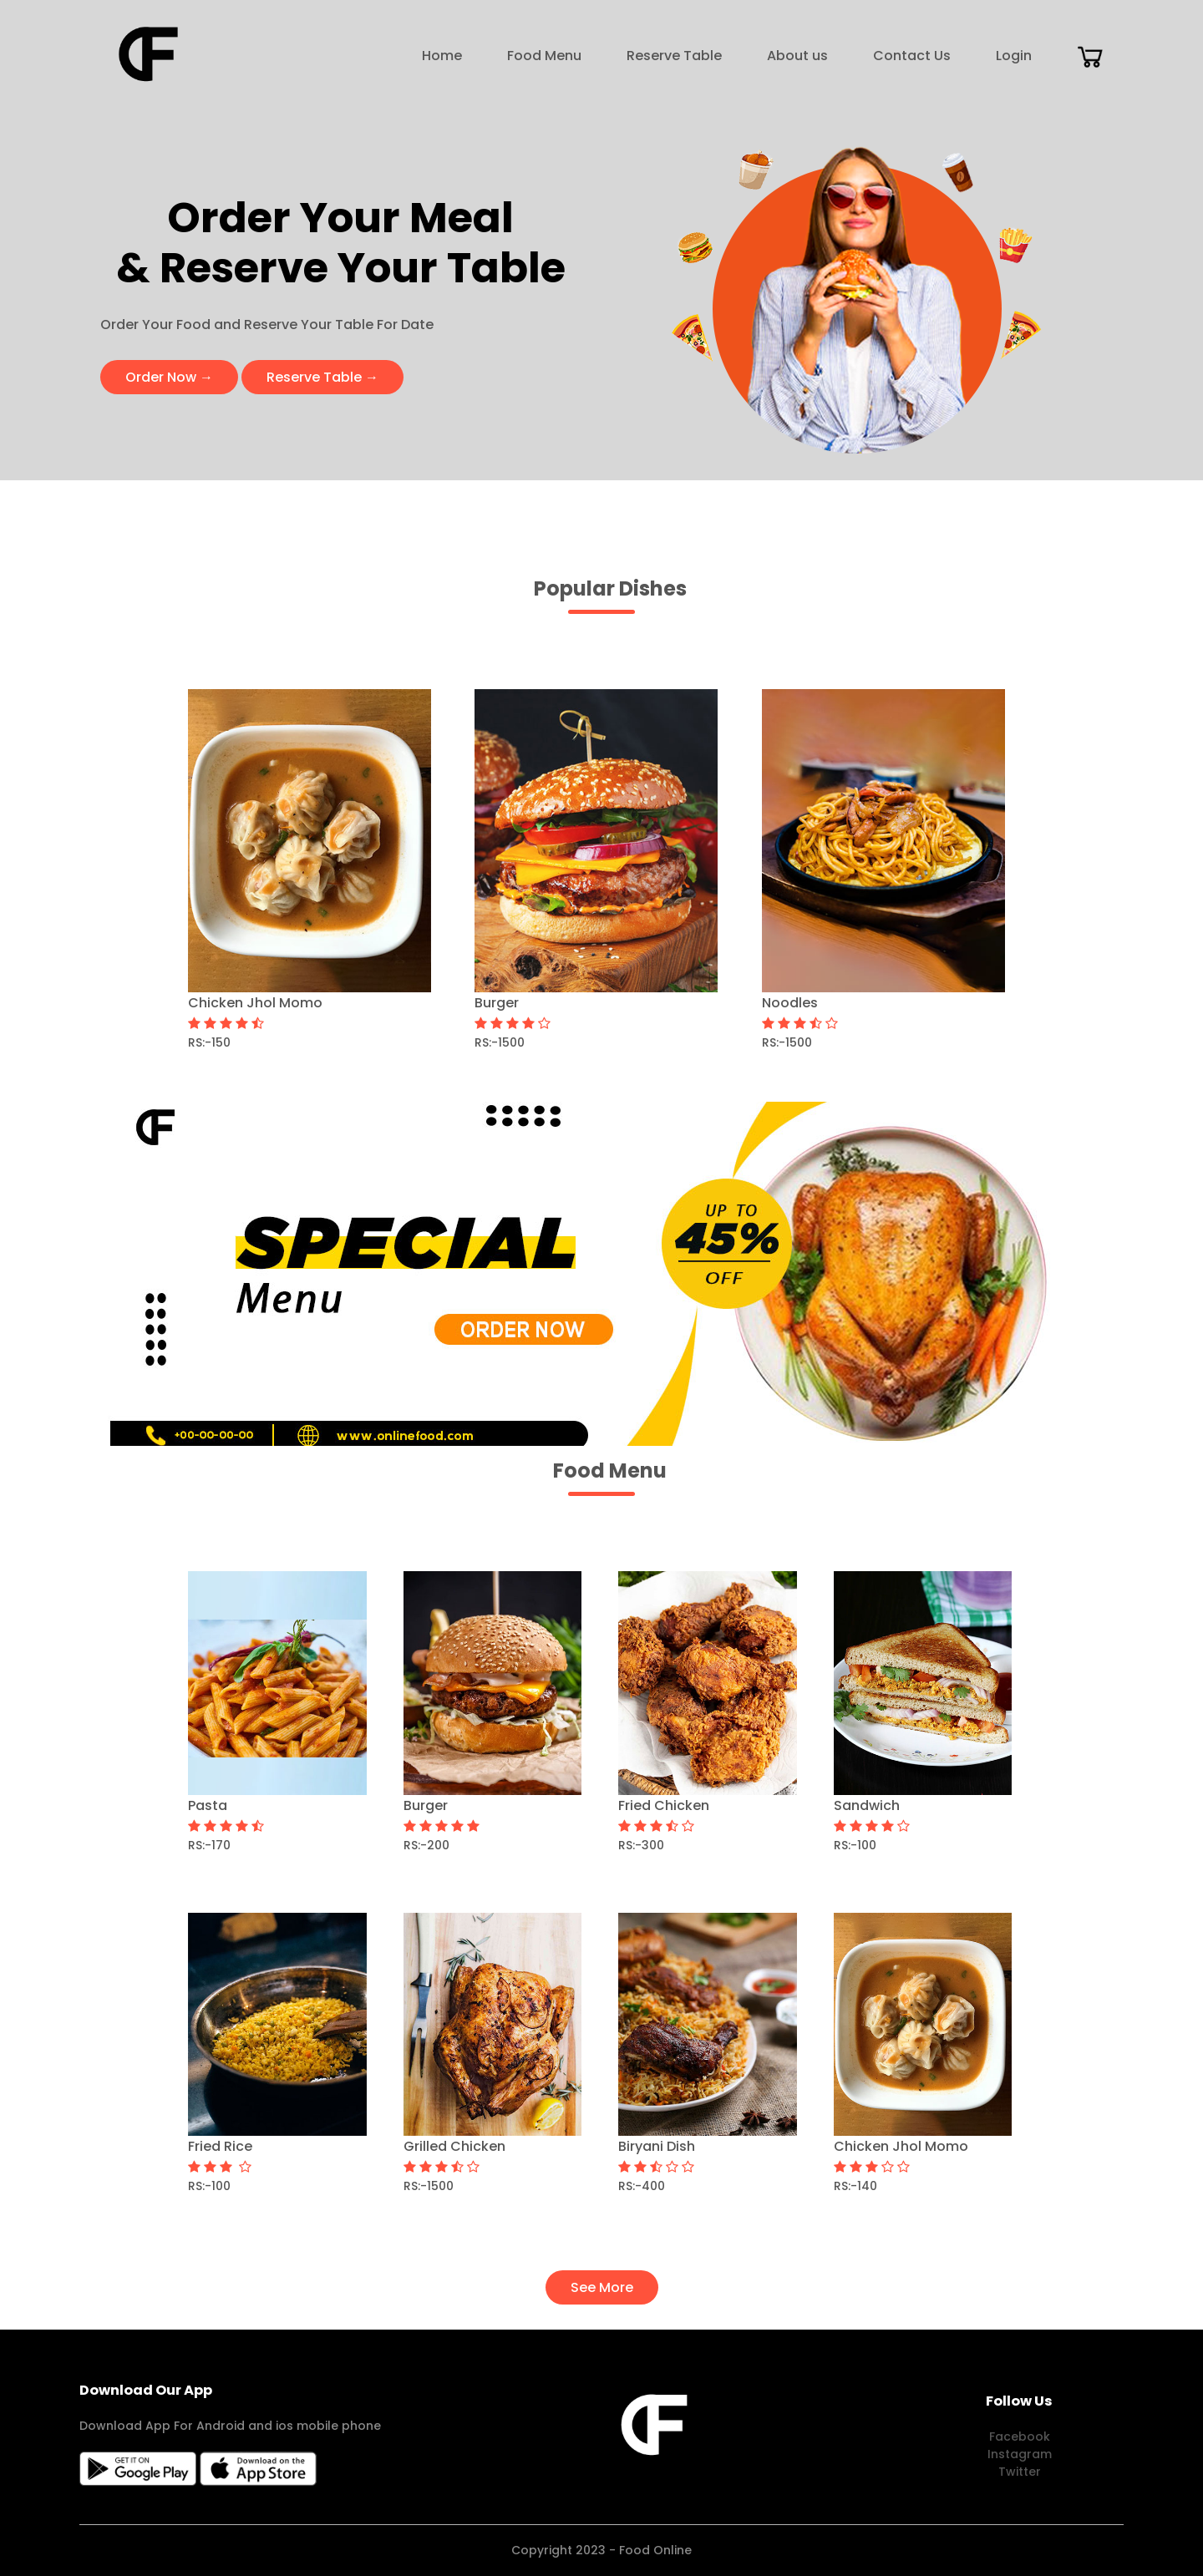 Home Food Menu Reserve Table About us Contact Us Login
Order Your Meal
& Reserve Your Table
Order Your Food and Reserve Your Table For Date
Order Now → Reserve Table →
Popular Dishes
Chicken Jhol Momo
RS:-150
Burger
RS:-1500
Noodles
RS:-1500
SPECIAL
Menu
ORDER NOW
UP TO
45%
OFF
+00-00-00-00
www.onlinefood.com
Food Menu
Pasta
RS:-170
Burger
RS:-200
Fried Chicken
RS:-300
Sandwich
RS:-100
Fried Rice
RS:-100
Grilled Chicken
RS:-1500
Biryani Dish
RS:-400
Chicken Jhol Momo
RS:-140
See More
Download Our App
Download App For Android and ios mobile phone
GET IT ON
Google Play
Download on the
App Store
Follow Us
Facebook
Instagram
Twitter
Copyright 2023 - Food Online